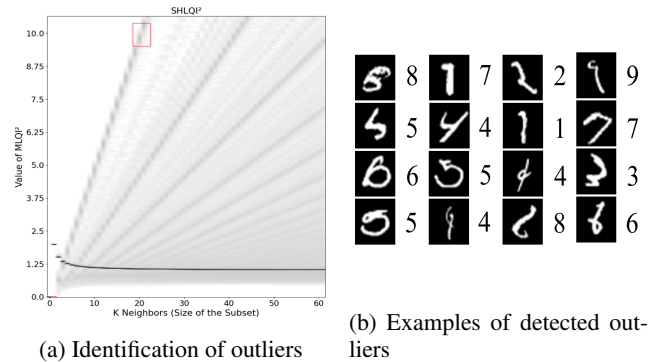 SHLQI²
Value of MLQI²
10.0
8.75
7.5
6.25
5.0
3.75
2.5
1.25
0.0
0 10 20 30 40 50 60
K Neighbors (Size of the Subset)
(a) Identification of outliers
8 7 2 9
5 4 1 7
6 5 4 3
5 4 8 6
(b) Examples of detected out-
liers